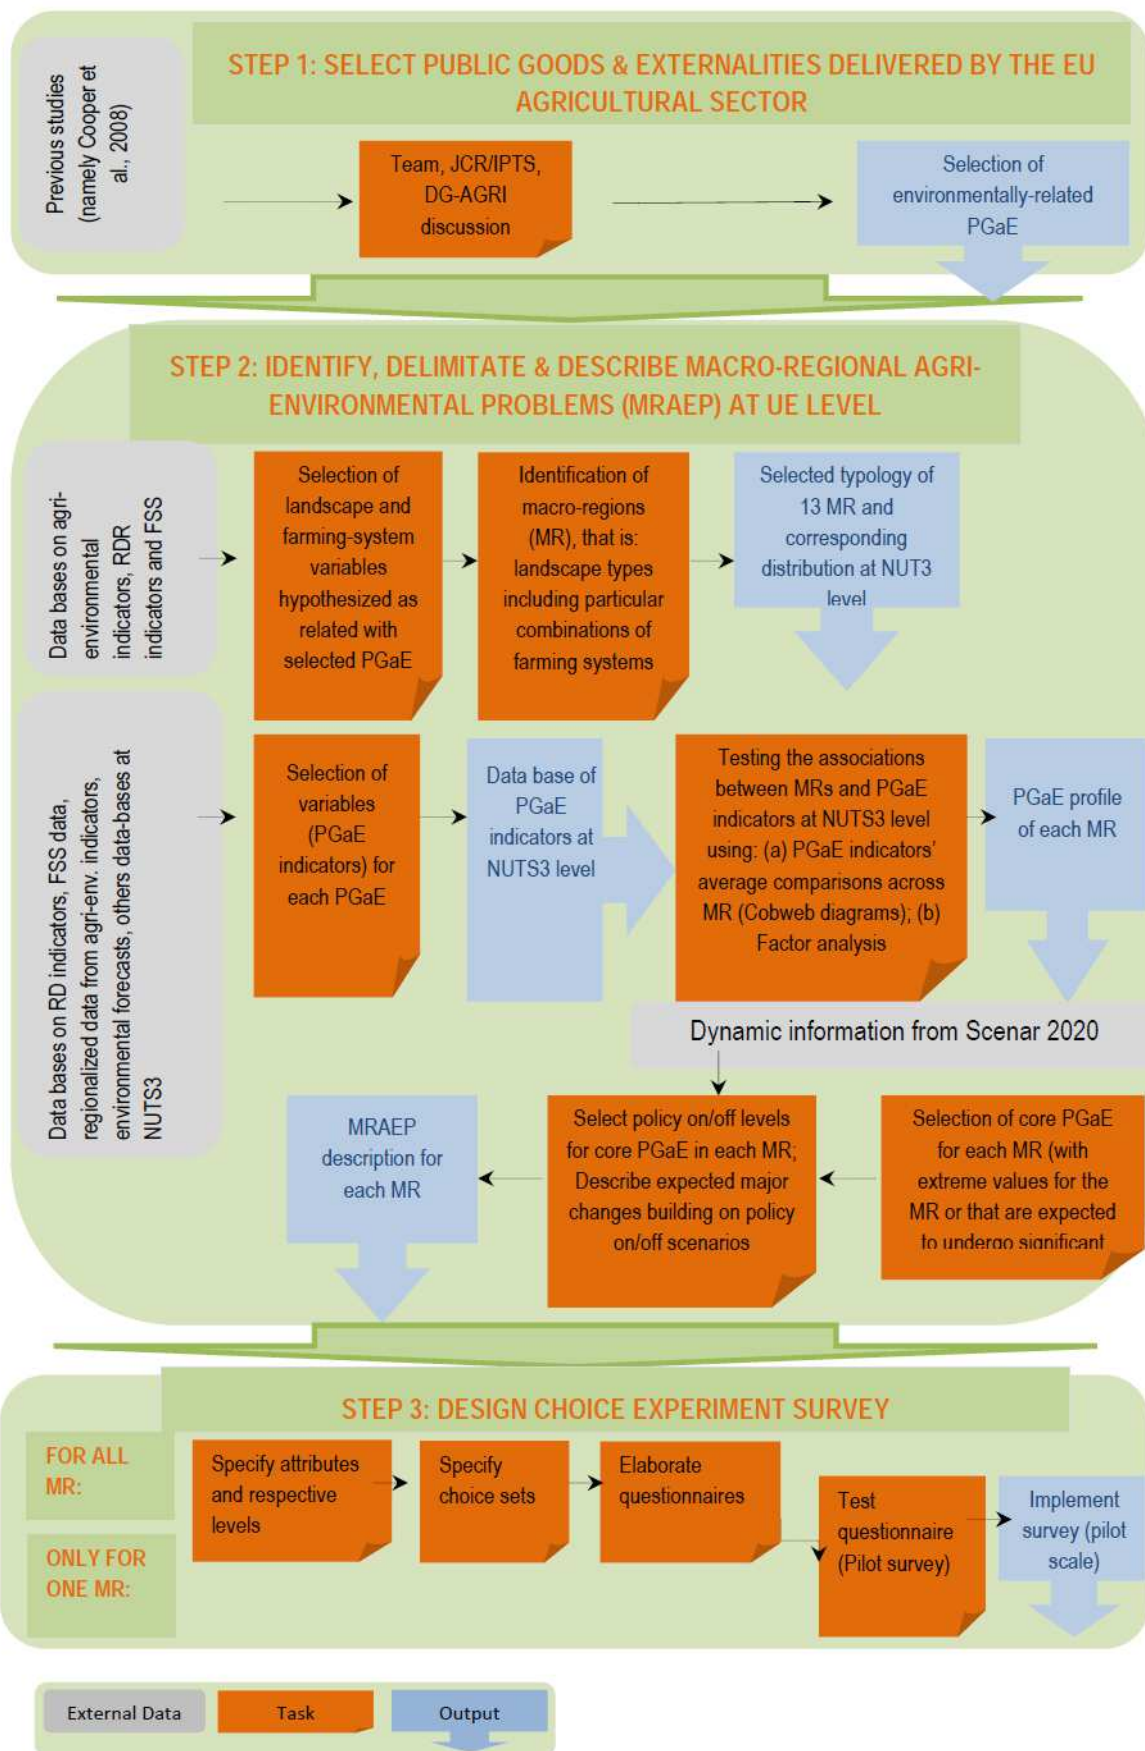 STEP 1: SELECT PUBLIC GOODS & EXTERNALITIES DELIVERED BY THE EU
AGRICULTURAL SECTOR
Previous studies
(namely Cooper et
al., 2008)
Team, JCR/IPTS,
DG-AGRI
discussion
Selection of
environmentally-related
PGaE
STEP 2: IDENTIFY, DELIMITATE & DESCRIBE MACRO-REGIONAL AGRI-
ENVIRONMENTAL PROBLEMS (MRAEP) AT UE LEVEL
Data bases on agri-
environmental
indicators, RDR
indicators and FSS
Selection of
landscape and
farming-system
variables
hypothesized as
related with
selected PGaE
Identification of
macro-regions
(MR), that is:
landscape types
including particular
combinations of
farming systems
Selected typology of
13 MR and
corresponding
distribution at NUT3
level
Data bases on RD indicators, FSS data,
regionalized data from agri-env. indicators,
environmental forecasts, others data-bases at
NUTS3
Selection of
variables
(PGaE
indicators) for
each PGaE
Data base of
PGaE
indicators at
NUTS3 level
Testing the associations
between MRs and PGaE
indicators at NUTS3 level
using: (a) PGaE indicators'
average comparisons across
MR (Cobweb diagrams); (b)
Factor analysis
PGaE profile
of each MR
Dynamic information from Scenar 2020
MRAEP
description for
each MR
Select policy on/off levels
for core PGaE in each MR;
Describe expected major
changes building on policy
on/off scenarios
Selection of core PGaE
for each MR (with
extreme values for the
MR or that are expected
to undergo significant
STEP 3: DESIGN CHOICE EXPERIMENT SURVEY
FOR ALL
MR:
Specify attributes
and respective
levels
Specify
choice sets
Elaborate
questionnaires
Test
questionnaire
(Pilot survey)
Implement
survey (pilot
scale)
ONLY FOR
ONE MR:
External Data
Task
Output